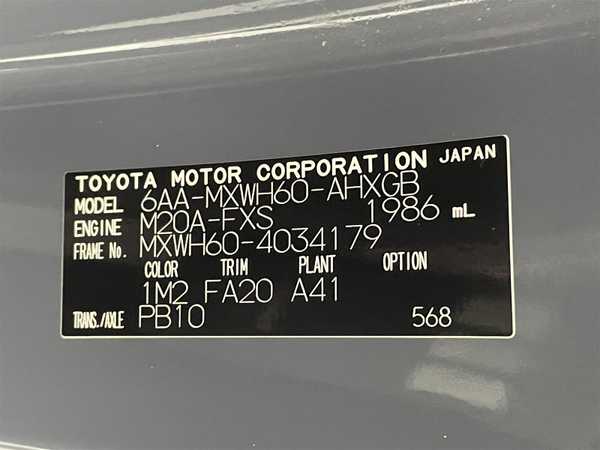 TOYOTA MOTOR CORPORATION JAPAN
MODEL 6AA-MXWH60-AHXGB
ENGINE M20A-FXS 1986 mL
FRAME No. MXWH60-4034179
COLOR TRIM PLANT OPTION
1M2 FA20 A41
TRANS./AXLE PB10 568